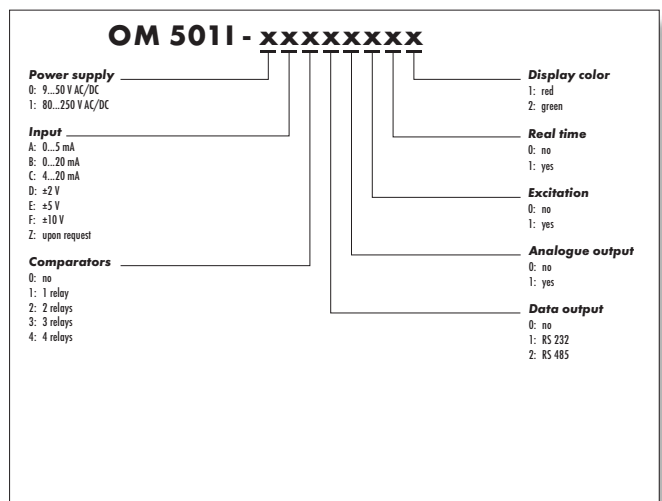 OM 501I - xxxxxxxx
Power supply
0: 9...50 V AC/DC
1: 80...250 V AC/DC
Input
A: 0...5 mA
B: 0...20 mA
C: 4...20 mA
D: ±2 V
E: ±5 V
F: ±10 V
Z: upon request
Comparators
0: no
1: 1 relay
2: 2 relays
3: 3 relays
4: 4 relays
Display color
1: red
2: green
Real time
0: no
1: yes
Excitation
0: no
1: yes
Analogue output
0: no
1: yes
Data output
0: no
1: RS 232
2: RS 485